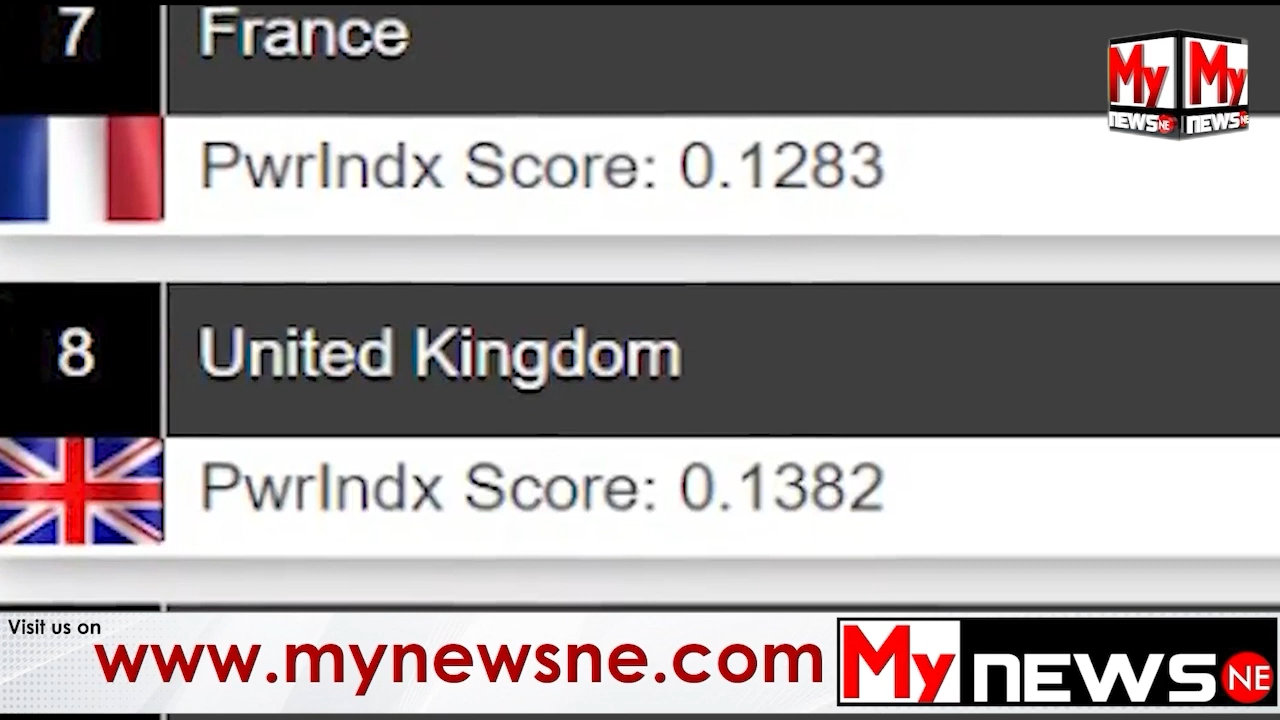 7 France
My My
NEWS NE NEWS NE
PwrIndx Score: 0.1283
8 United Kingdom
PwrIndx Score: 0.1382
Visit us on
www.mynewsne.com
My NEWS NE